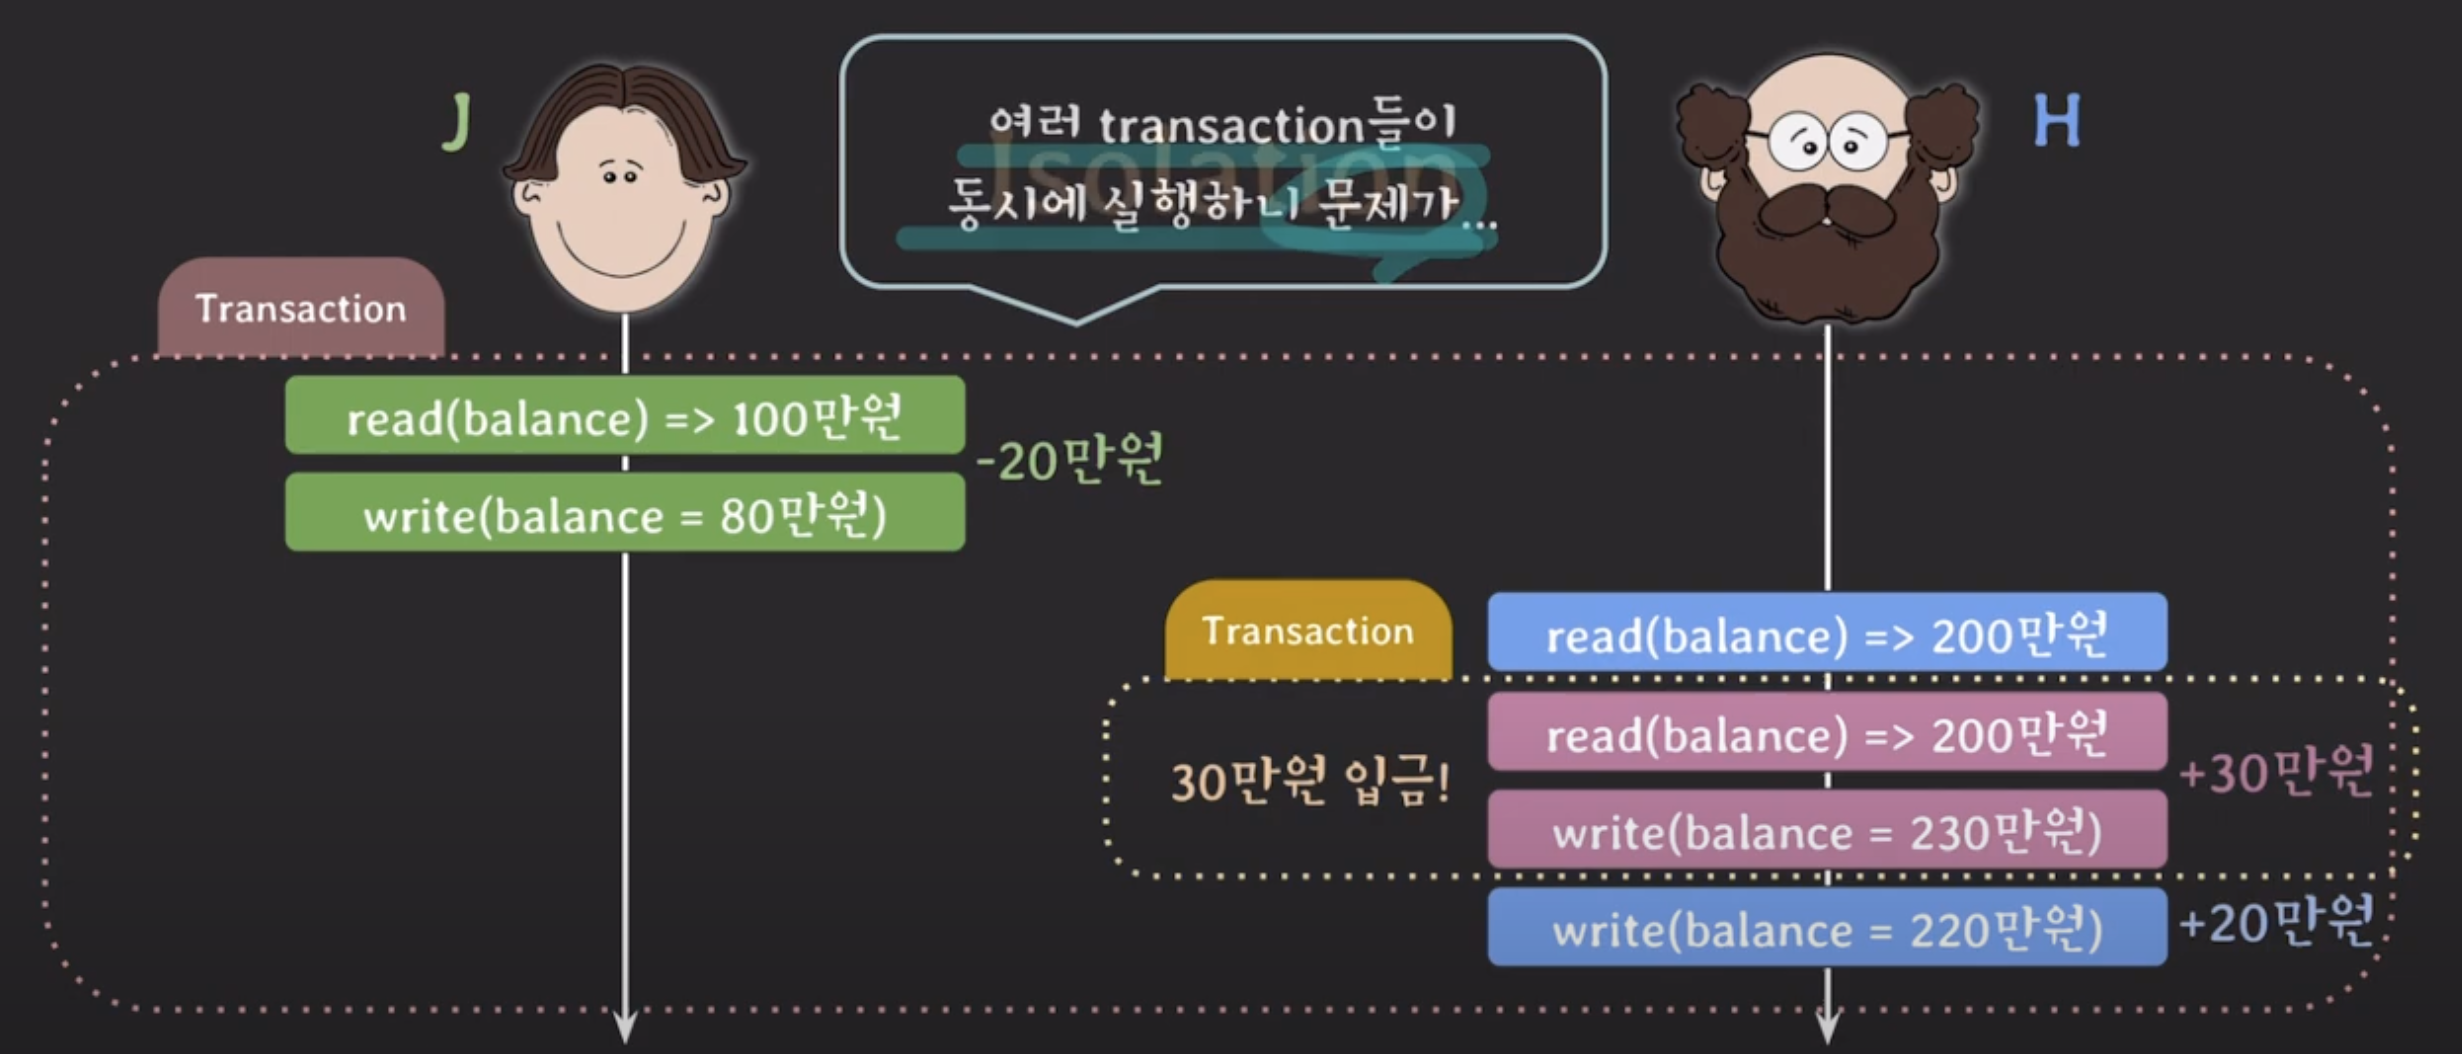 J
여러 transaction들이
Isolation
동시에 실행하니 문제가...
H
Transaction
read(balance) => 100만원
-20만원
write(balance = 80만원)
Transaction
read(balance) => 200만원
read(balance) => 200만원
30만원 입금!
+30만원
write(balance = 230만원)
write(balance = 220만원)
+20만원